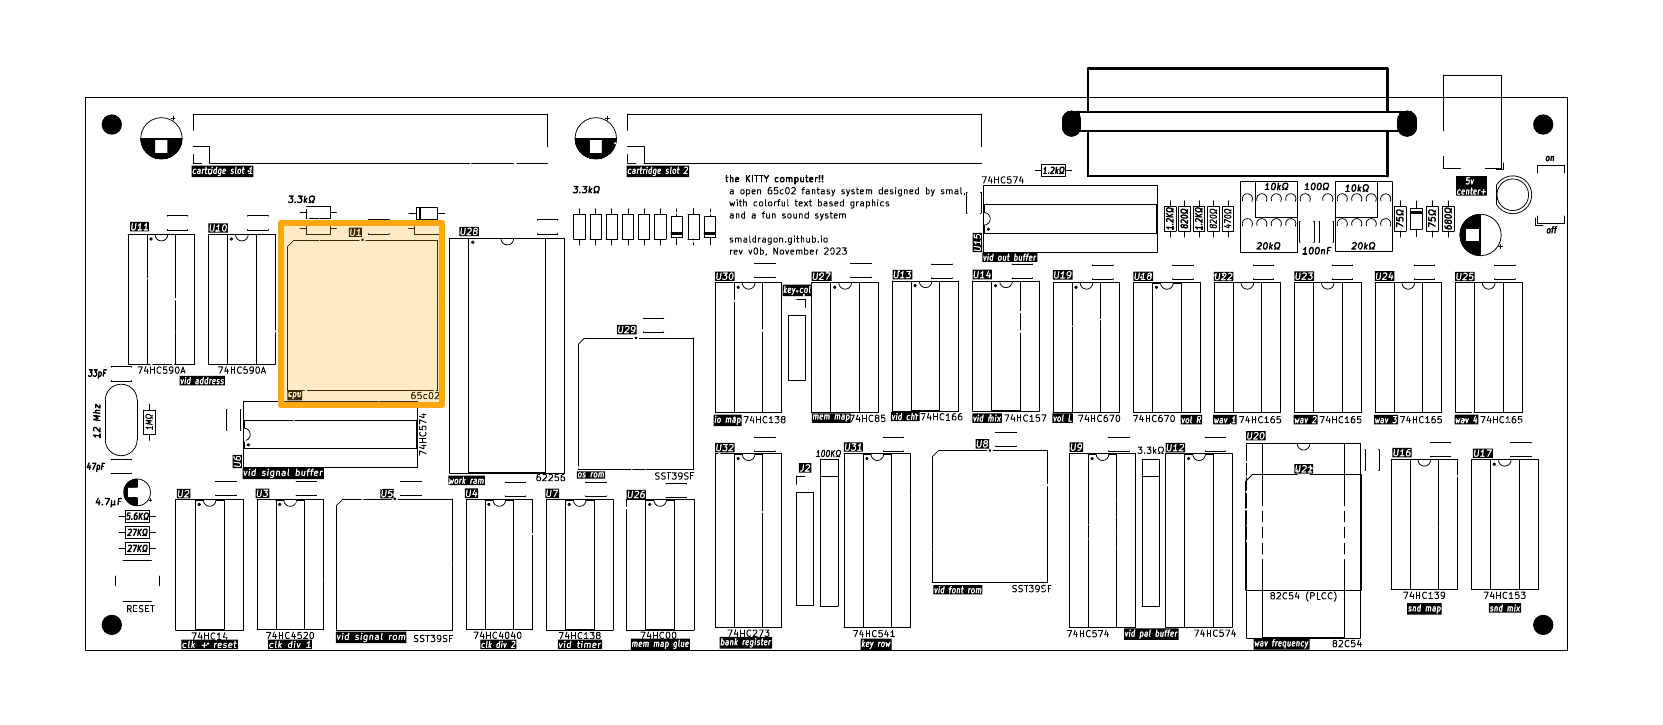 cartridge slot 1
cartridge slot 2
the KITTY computer!!
a open 65c02 fantasy system designed by smal,
with colorful text based graphics
and a fun sound system
smaldragon.github.io
rev v0b, November 2023
1.2kΩ
on
off
5v
center+
74HC574
U15
vid out buffer
1.2KΩ
820Ω
1.2KΩ
820Ω
470Ω
10kΩ
100Ω
10kΩ
20kΩ
100nF
20kΩ
75Ω
75Ω
680Ω
3.3kΩ
3.3kΩ
U11
74HC590A
U10
74HC590A
vid address
U1
cpu
65c02
U28
work ram
62256
U29
os rom
SST39SF
U30
io map
74HC138
key col
U27
mem map
74HC85
U13
vid chr
74HC166
U14
vid mix
74HC157
U19
vol L
74HC670
U18
74HC670
vol R
U22
wav 1
74HC165
U23
wav 2
74HC165
U24
wav 3
74HC165
U25
wav 4
74HC165
33pF
12 Mhz
1MΩ
47pF
U6
74HC574
vid signal buffer
4.7µF
5.6KΩ
27KΩ
27KΩ
RESET
U2
74HC14
clk + reset
U3
74HC4520
clk div 1
U5
vid signal rom
SST39SF
U4
74HC4040
clk div 2
U7
74HC138
vid timer
U26
74HC00
mem map glue
U32
74HC273
bank register
J2
100KΩ
U31
74HC541
key row
U8
vid font rom
SST39SF
U9
74HC574
3.3kΩ
vid pal buffer
U12
74HC574
U20
U21
82C54 (PLCC)
wav frequency
82C54
U16
74HC139
snd map
U17
74HC153
snd mix